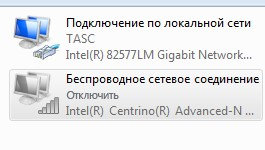 Подключение по локальной сети
TASC
Intel(R) 82577LM Gigabit Network...
Беспроводное сетевое соединение
Отключить
Intel(R) Centrino(R) Advanced-N ...